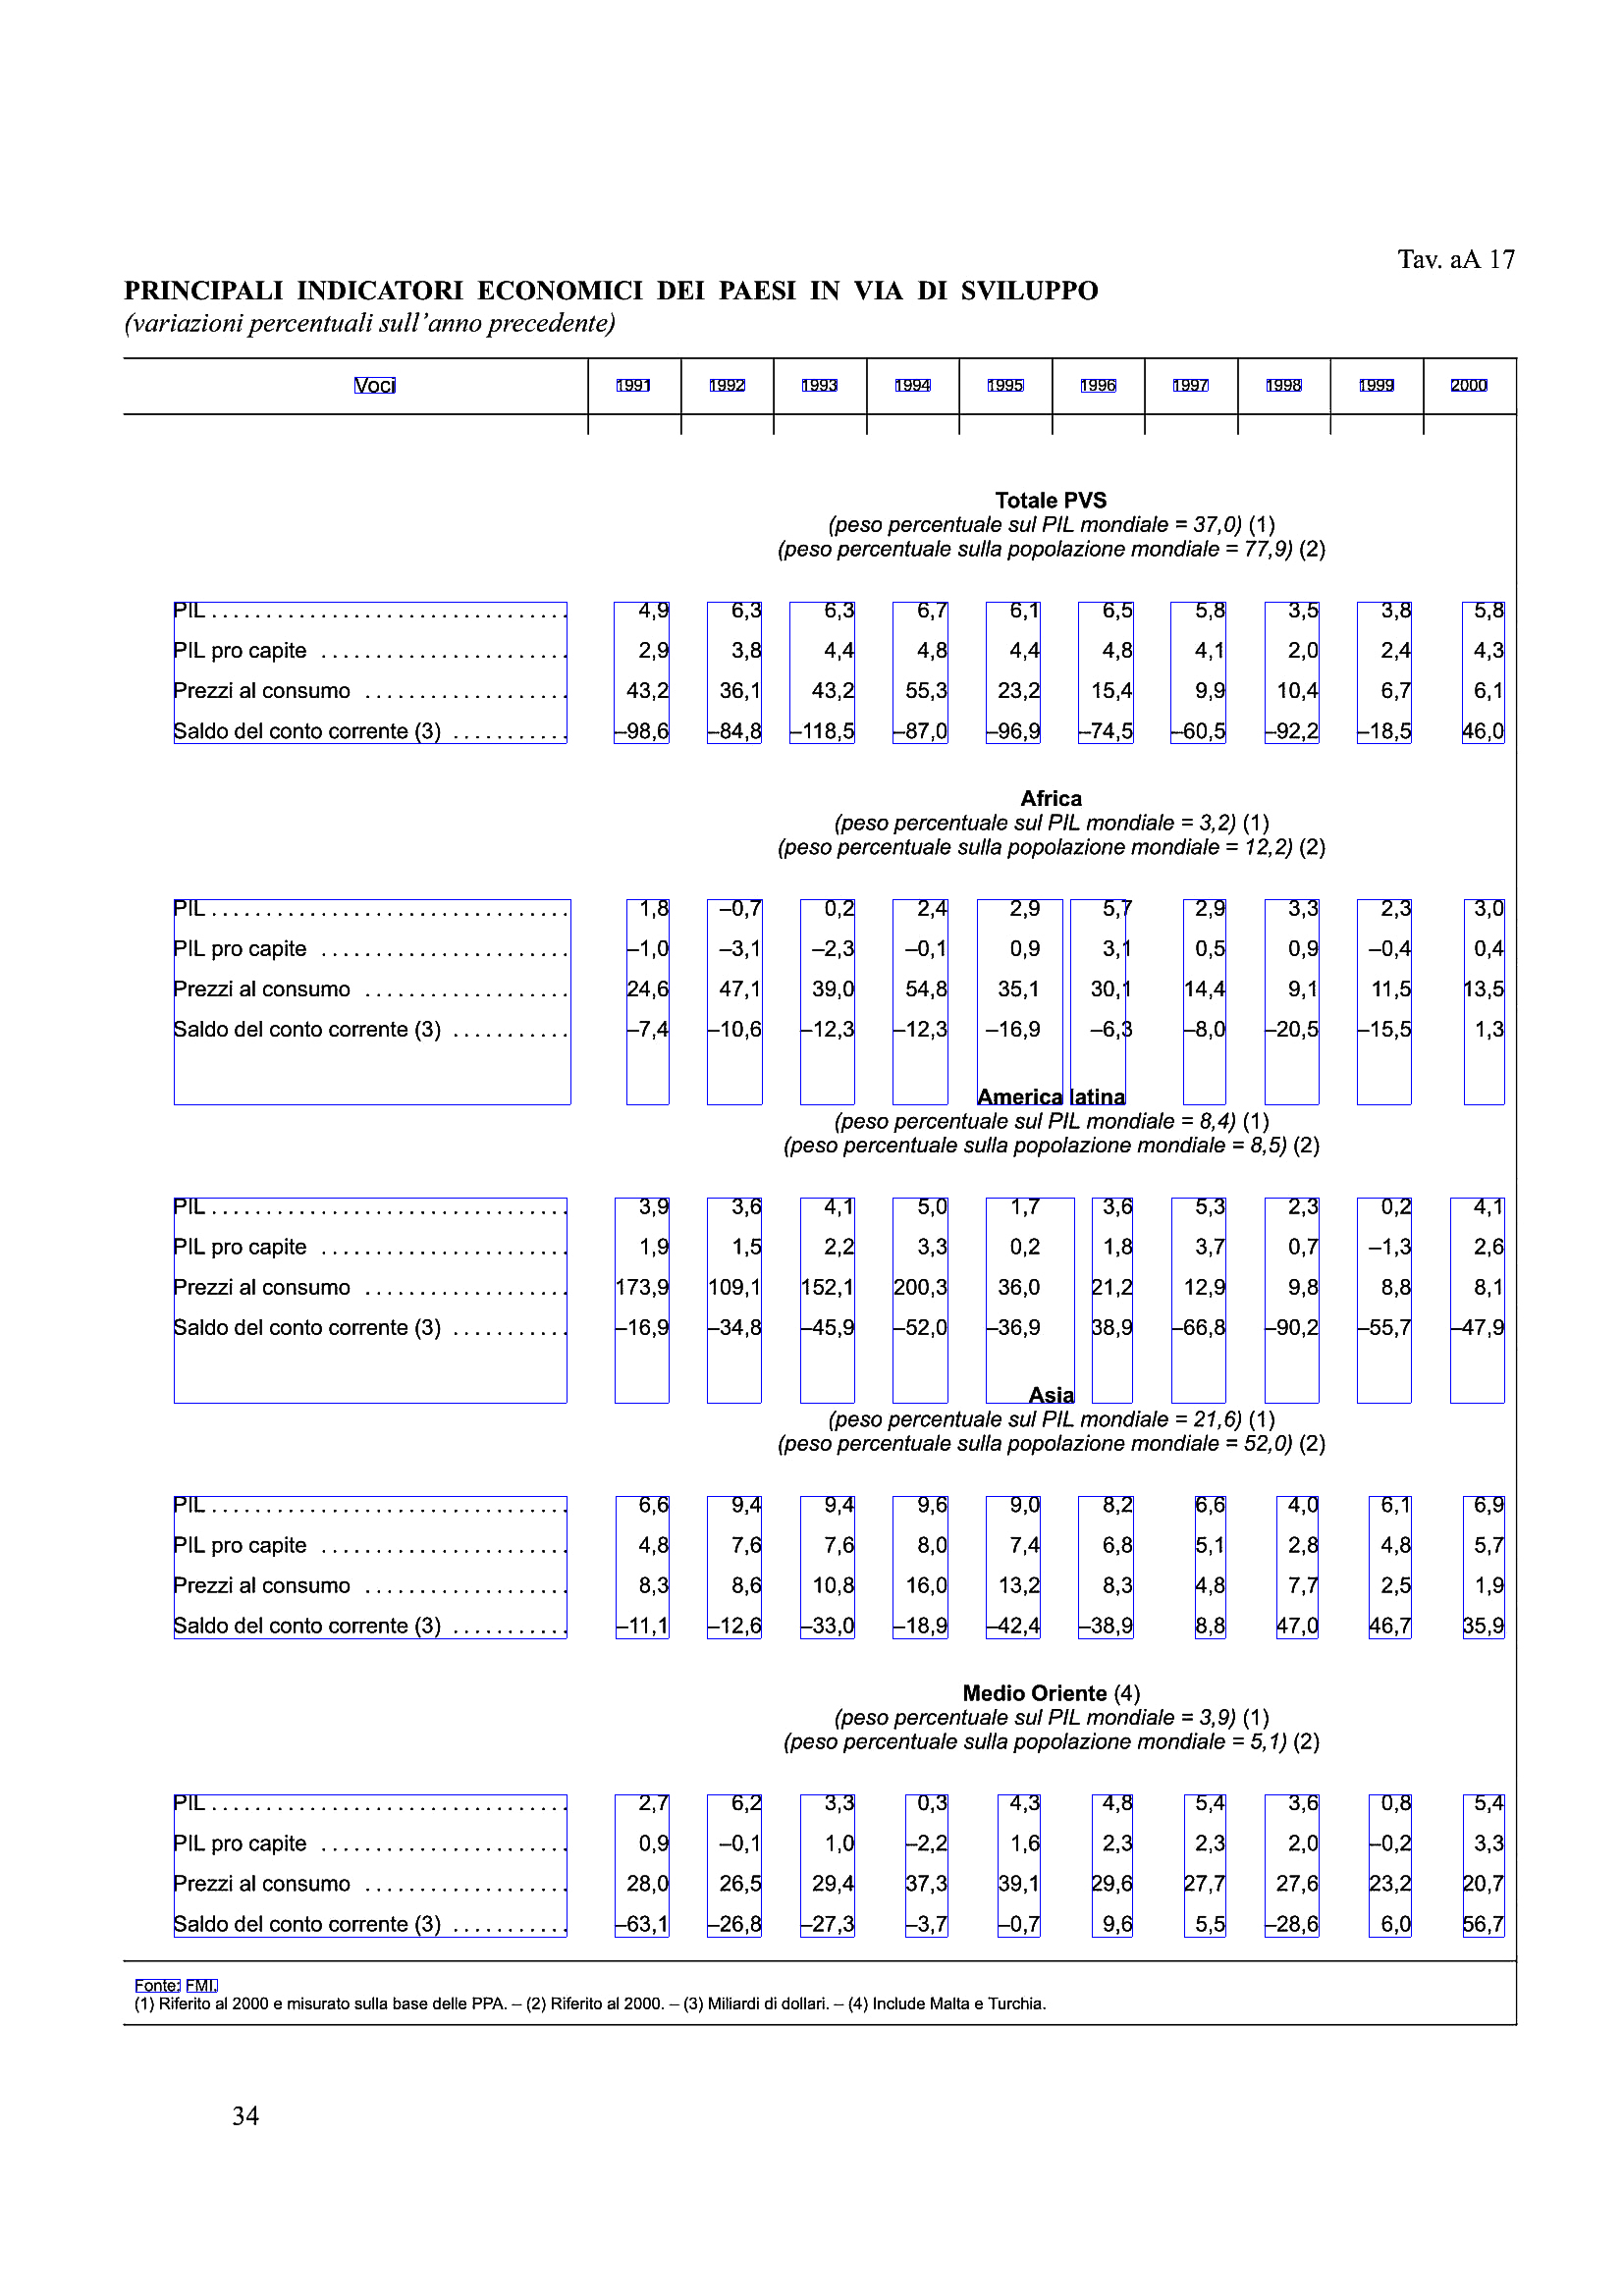 Tav. aA 17
PRINCIPALI INDICATORI ECONOMICI DEI PAESI IN VIA DI SVILUPPO
(variazioni percentuali sull'anno precedente)
Voci 1991 1992 1993 1994 1995 1996 1997 1998 1999 2000
Totale PVS
(peso percentuale sul PIL mondiale = 37,0) (1)
(peso percentuale sulla popolazione mondiale = 77,9) (2)
PIL . . . . . . . . . . . . . . . . . . . . . . . . . . . . . . . . . 4,9 6,3 6,3 6,7 6,1 6,5 5,8 3,5 3,8 5,8
PIL pro capite . . . . . . . . . . . . . . . . . . . . . . . 2,9 3,8 4,4 4,8 4,4 4,8 4,1 2,0 2,4 4,3
Prezzi al consumo . . . . . . . . . . . . . . . . . . . 43,2 36,1 43,2 55,3 23,2 15,4 9,9 10,4 6,7 6,1
Saldo del conto corrente (3) . . . . . . . . . . . –98,6 –84,8 –118,5 –87,0 –96,9 –74,5 –60,5 –92,2 –18,5 46,0
Africa
(peso percentuale sul PIL mondiale = 3,2) (1)
(peso percentuale sulla popolazione mondiale = 12,2) (2)
PIL . . . . . . . . . . . . . . . . . . . . . . . . . . . . . . . . . 1,8 –0,7 0,2 2,4 2,9 5,7 2,9 3,3 2,3 3,0
PIL pro capite . . . . . . . . . . . . . . . . . . . . . . . –1,0 –3,1 –2,3 –0,1 0,9 3,1 0,5 0,9 –0,4 0,4
Prezzi al consumo . . . . . . . . . . . . . . . . . . . 24,6 47,1 39,0 54,8 35,1 30,1 14,4 9,1 11,5 13,5
Saldo del conto corrente (3) . . . . . . . . . . . –7,4 –10,6 –12,3 –12,3 –16,9 –6,3 –8,0 –20,5 –15,5 1,3
America latina
(peso percentuale sul PIL mondiale = 8,4) (1)
(peso percentuale sulla popolazione mondiale = 8,5) (2)
PIL . . . . . . . . . . . . . . . . . . . . . . . . . . . . . . . . . 3,9 3,6 4,1 5,0 1,7 3,6 5,3 2,3 0,2 4,1
PIL pro capite . . . . . . . . . . . . . . . . . . . . . . . 1,9 1,5 2,2 3,3 0,2 1,8 3,7 0,7 –1,3 2,6
Prezzi al consumo . . . . . . . . . . . . . . . . . . . 173,9 109,1 152,1 200,3 36,0 21,2 12,9 9,8 8,8 8,1
Saldo del conto corrente (3) . . . . . . . . . . . –16,9 –34,8 –45,9 –52,0 –36,9 38,9 –66,8 –90,2 –55,7 –47,9
Asia
(peso percentuale sul PIL mondiale = 21,6) (1)
(peso percentuale sulla popolazione mondiale = 52,0) (2)
PIL . . . . . . . . . . . . . . . . . . . . . . . . . . . . . . . . . 6,6 9,4 9,4 9,6 9,0 8,2 6,6 4,0 6,1 6,9
PIL pro capite . . . . . . . . . . . . . . . . . . . . . . . 4,8 7,6 7,6 8,0 7,4 6,8 5,1 2,8 4,8 5,7
Prezzi al consumo . . . . . . . . . . . . . . . . . . . 8,3 8,6 10,8 16,0 13,2 8,3 4,8 7,7 2,5 1,9
Saldo del conto corrente (3) . . . . . . . . . . . –11,1 –12,6 –33,0 –18,9 –42,4 –38,9 8,8 47,0 46,7 35,9
Medio Oriente (4)
(peso percentuale sul PIL mondiale = 3,9) (1)
(peso percentuale sulla popolazione mondiale = 5,1) (2)
PIL . . . . . . . . . . . . . . . . . . . . . . . . . . . . . . . . . 2,7 6,2 3,3 0,3 4,3 4,8 5,4 3,6 0,8 5,4
PIL pro capite . . . . . . . . . . . . . . . . . . . . . . . 0,9 –0,1 1,0 –2,2 1,6 2,3 2,3 2,0 –0,2 3,3
Prezzi al consumo . . . . . . . . . . . . . . . . . . . 28,0 26,5 29,4 37,3 39,1 29,6 27,7 27,6 23,2 20,7
Saldo del conto corrente (3) . . . . . . . . . . . –63,1 –26,8 –27,3 –3,7 –0,7 9,6 5,5 –28,6 6,0 56,7
Fonte: FMI.
(1) Riferito al 2000 e misurato sulla base delle PPA. – (2) Riferito al 2000. – (3) Miliardi di dollari. – (4) Include Malta e Turchia.
34